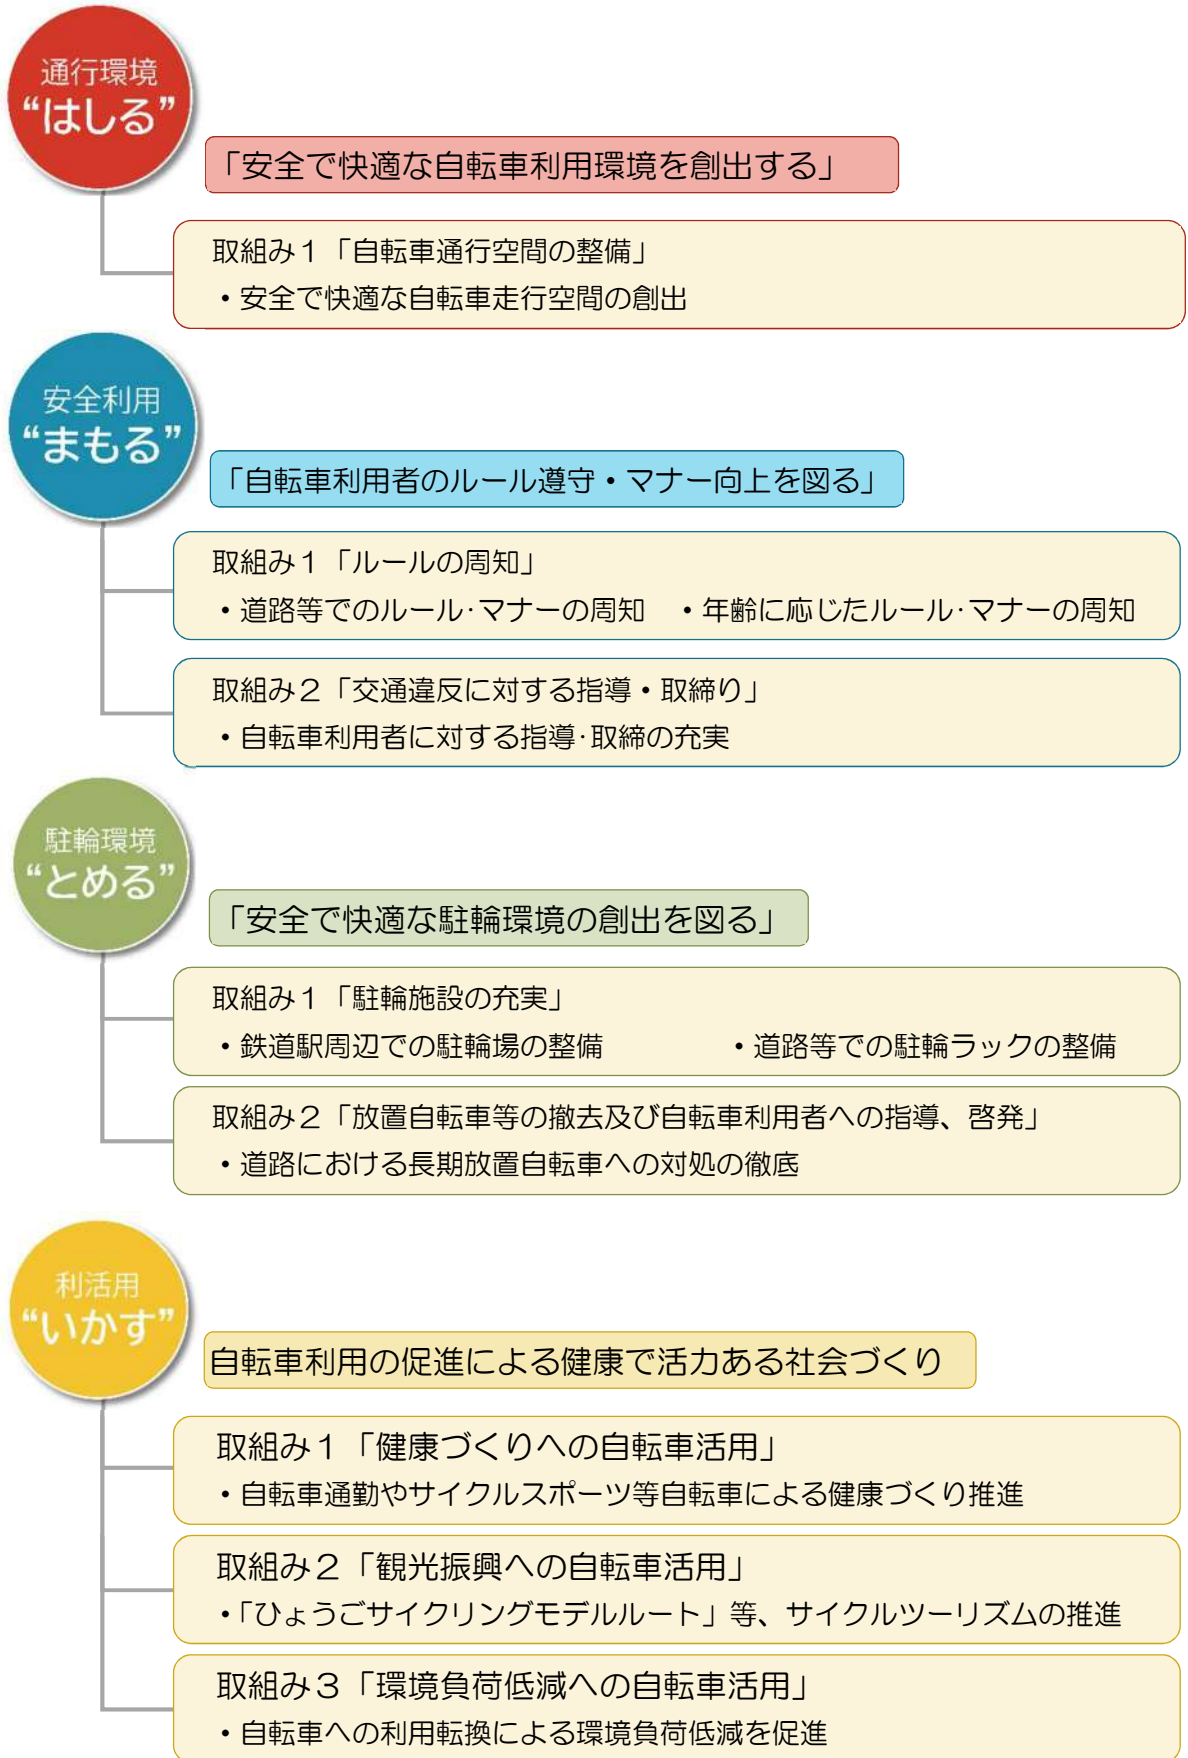 通行環境
“はしる”
「安全で快適な自転車利用環境を創出する」
取組み１「自転車通行空間の整備」
・安全で快適な自転車走行空間の創出
安全利用
“まもる”
「自転車利用者のルール遵守・マナー向上を図る」
取組み１「ルールの周知」
・道路等でのルール･マナーの周知　・年齢に応じたルール･マナーの周知
取組み２「交通違反に対する指導・取締り」
・自転車利用者に対する指導･取締の充実
駐輪環境
“とめる”
「安全で快適な駐輪環境の創出を図る」
取組み１「駐輪施設の充実」
・鉄道駅周辺での駐輪場の整備　　　・道路等での駐輪ラックの整備
取組み２「放置自転車等の撤去及び自転車利用者への指導、啓発」
・道路における長期放置自転車への対処の徹底
利活用
“いかす”
自転車利用の促進による健康で活力ある社会づくり
取組み１「健康づくりへの自転車活用」
・自転車通勤やサイクルスポーツ等自転車による健康づくり推進
取組み２「観光振興への自転車活用」
・「ひょうごサイクリングモデルルート」等、サイクルツーリズムの推進
取組み３「環境負荷低減への自転車活用」
・自転車への利用転換による環境負荷低減を促進